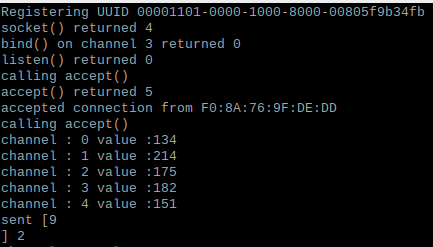 Registering UUID 00001101-0000-1000-8000-00805f9b34fb
socket() returned 4
bind() on channel 3 returned 0
listen() returned 0
calling accept()
accept() returned 5
accepted connection from F0:8A:76:9F:DE:DD
calling accept()
channel : 0 value :134
channel : 1 value :214
channel : 2 value :175
channel : 3 value :182
channel : 4 value :151
sent [9
] 2